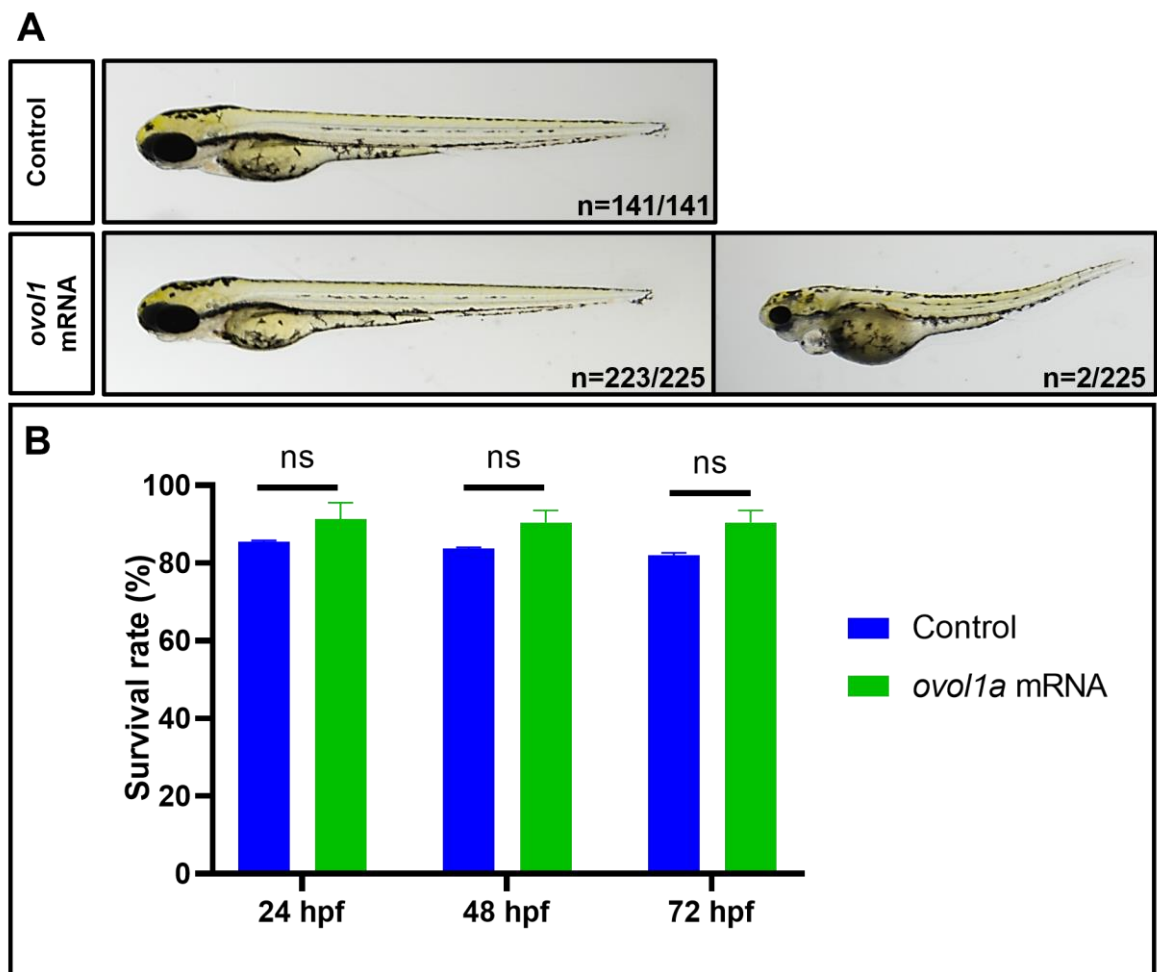 A
Control
n=141/141
ovol1
mRNA
n=223/225
n=2/225
B
ns
ns
ns
Survival rate (%)
100
80
60
40
20
0
24 hpf
48 hpf
72 hpf
Control
ovol1a mRNA